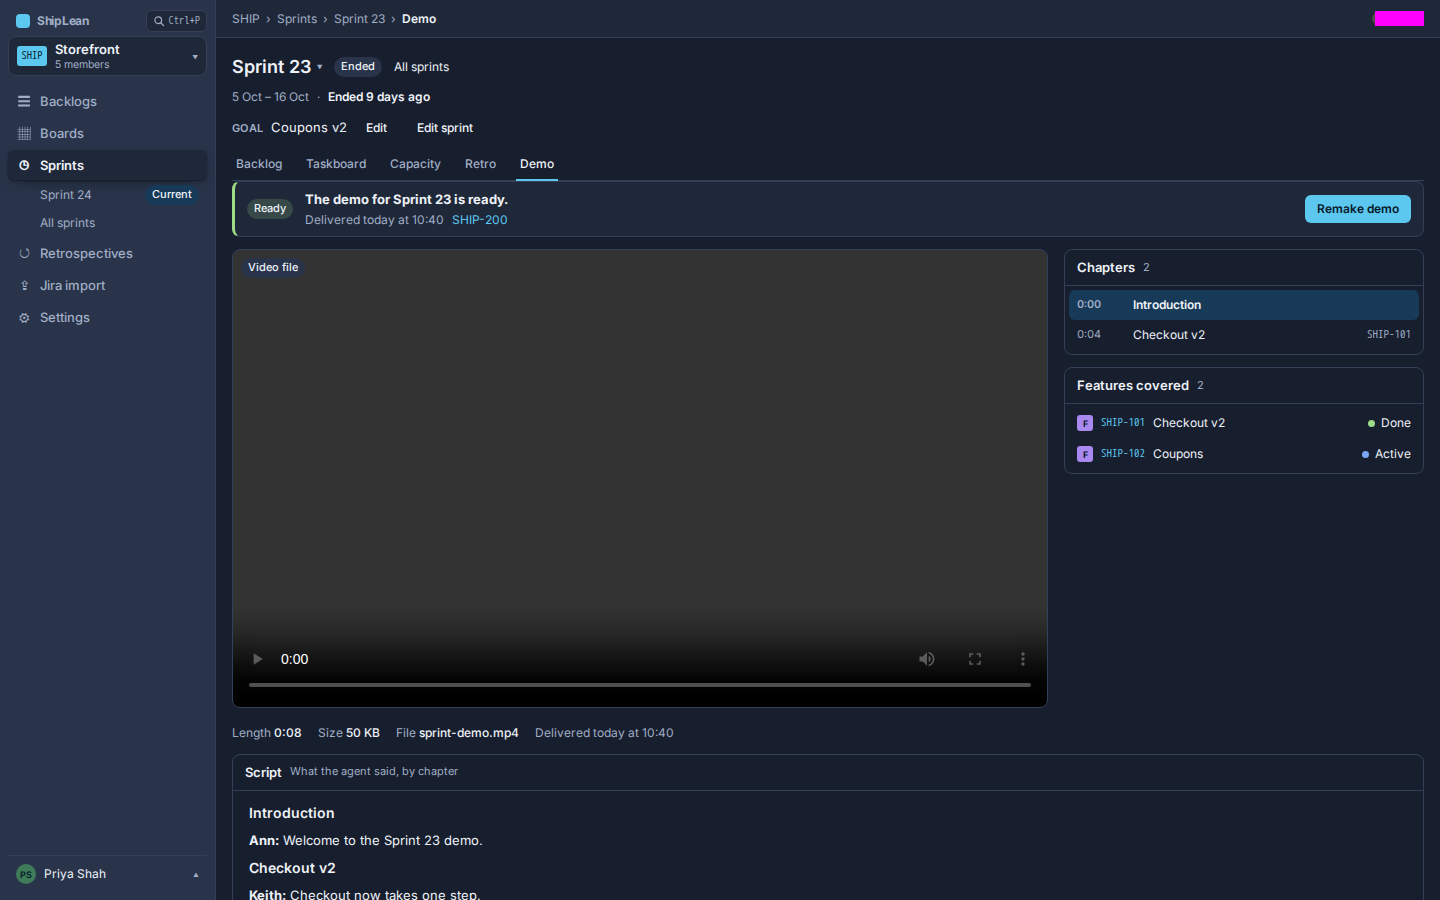 ShipLean
Ctrl+P
SHIP
Storefront
5 members
Backlogs
Boards
Sprints
Sprint 24
Current
All sprints
Retrospectives
Jira import
Settings
PS
Priya Shah
SHIP › Sprints › Sprint 23 › Demo
Sprint 23
Ended
All sprints
5 Oct – 16 Oct · Ended 9 days ago
GOAL Coupons v2 Edit Edit sprint
Backlog Taskboard Capacity Retro Demo
Ready
The demo for Sprint 23 is ready.
Delivered today at 10:40 SHIP-200
Remake demo
Video file
0:00
Chapters 2
0:00 Introduction
0:04 Checkout v2 SHIP-101
Features covered 2
F SHIP-101 Checkout v2 Done
F SHIP-102 Coupons Active
Length 0:08 Size 50 KB File sprint-demo.mp4 Delivered today at 10:40
Script What the agent said, by chapter
Introduction
Ann: Welcome to the Sprint 23 demo.
Checkout v2
Keith: Checkout now takes one step.